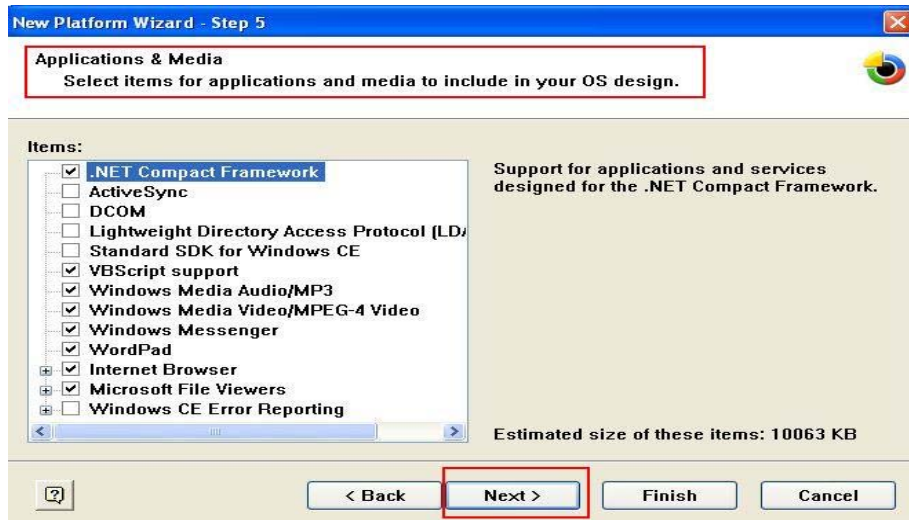 New Platform Wizard - Step 5
Applications & Media
Select items for applications and media to include in your OS design.
Items:
.NET Compact Framework
ActiveSync
DCOM
Lightweight Directory Access Protocol (LDA
Standard SDK for Windows CE
VBScript support
Windows Media Audio/MP3
Windows Media Video/MPEG-4 Video
Windows Messenger
WordPad
Internet Browser
Microsoft File Viewers
Windows CE Error Reporting
Support for applications and services
designed for the .NET Compact Framework.
Estimated size of these items: 10063 KB
? < Back Next > Finish Cancel